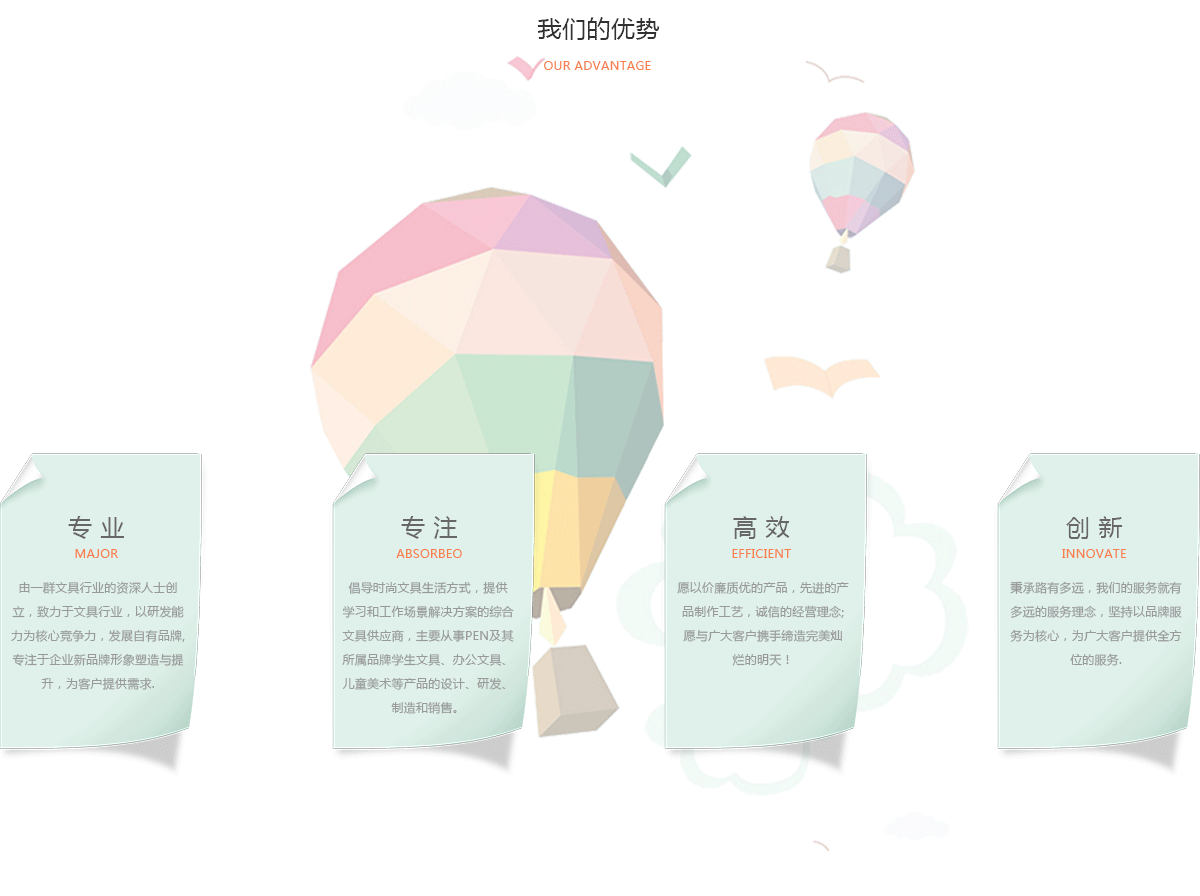 我们的优势
OUR ADVANTAGE
专 业
MAJOR
由一群文具行业的资深人士创
立，致力于文具行业，以研发能
力为核心竞争力，发展自有品牌,
专注于企业新品牌形象塑造与提
升，为客户提供需求.
专 注
ABSORBEO
倡导时尚文具生活方式，提供
学习和工作场景解决方案的综合
文具供应商，主要从事PEN及其
所属品牌学生文具、办公文具、
儿童美术等产品的设计、研发、
制造和销售。
高 效
EFFICIENT
愿以价廉质优的产品，先进的产
品制作工艺，诚信的经营理念;
愿与广大客户携手缔造完美灿
烂的明天！
创 新
INNOVATE
秉承路有多远，我们的服务就有
多远的服务理念，坚持以品牌服
务为核心，为广大客户提供全方
位的服务.